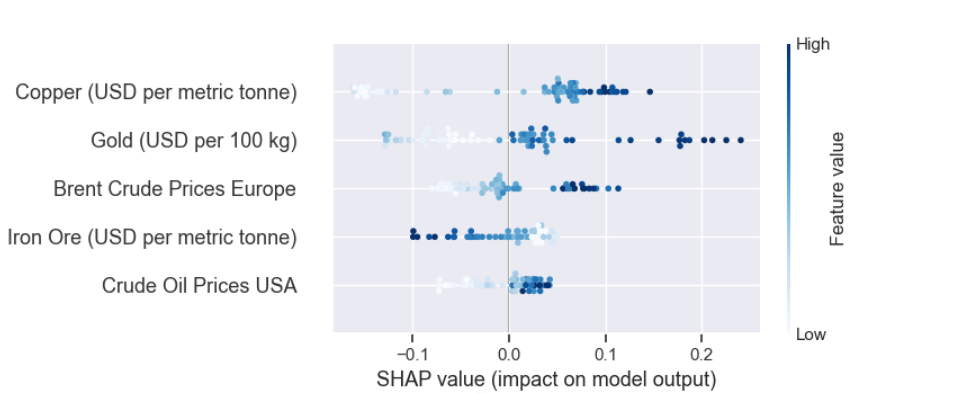 High
Copper (USD per metric tonne)
Gold (USD per 100 kg)
Brent Crude Prices Europe
Iron Ore (USD per metric tonne)
Crude Oil Prices USA
Feature value
Low
−0.1 0.0 0.1 0.2
SHAP value (impact on model output)